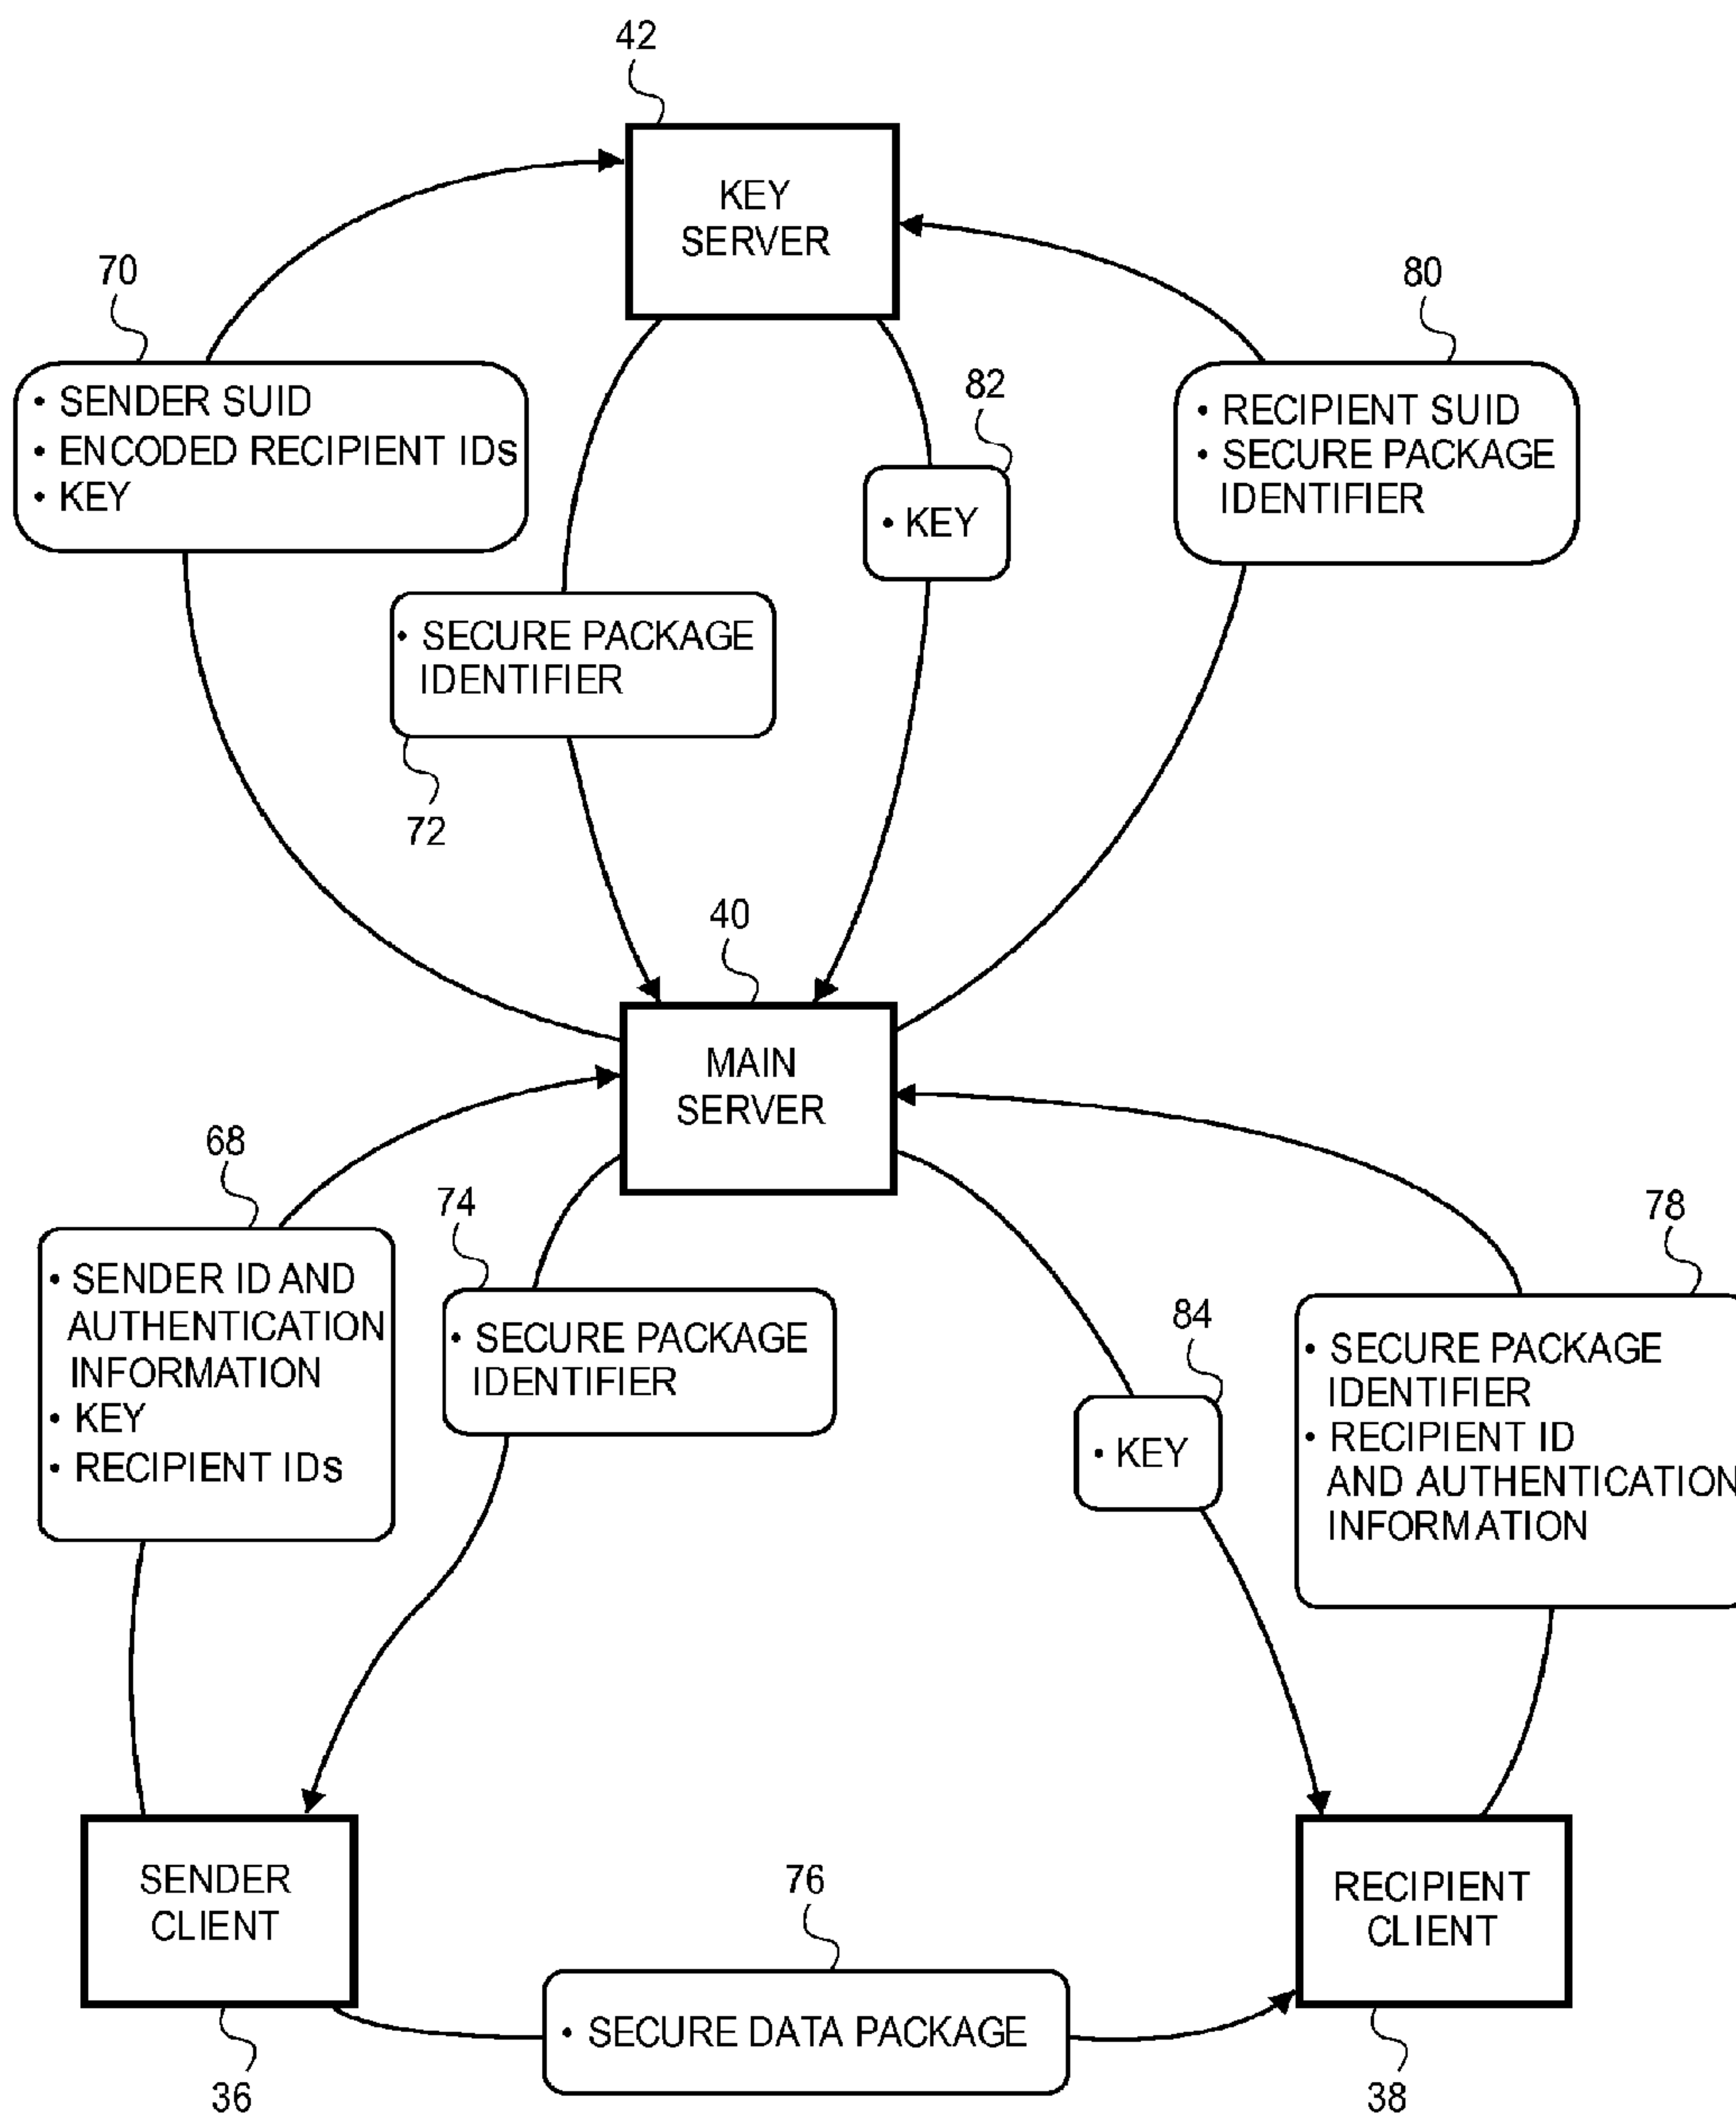 42
KEY
SERVER
70
• SENDER SUID
• ENCODED RECIPIENT IDs
• KEY
80
• RECIPIENT SUID
• SECURE PACKAGE
IDENTIFIER
82
• KEY
• SECURE PACKAGE
IDENTIFIER
72
40
MAIN
SERVER
68
• SENDER ID AND
AUTHENTICATION
INFORMATION
• KEY
• RECIPIENT IDs
74
• SECURE PACKAGE
IDENTIFIER
84
• KEY
78
• SECURE PACKAGE
IDENTIFIER
• RECIPIENT ID
AND AUTHENTICATION
INFORMATION
SENDER
CLIENT
36
76
• SECURE DATA PACKAGE
RECIPIENT
CLIENT
38